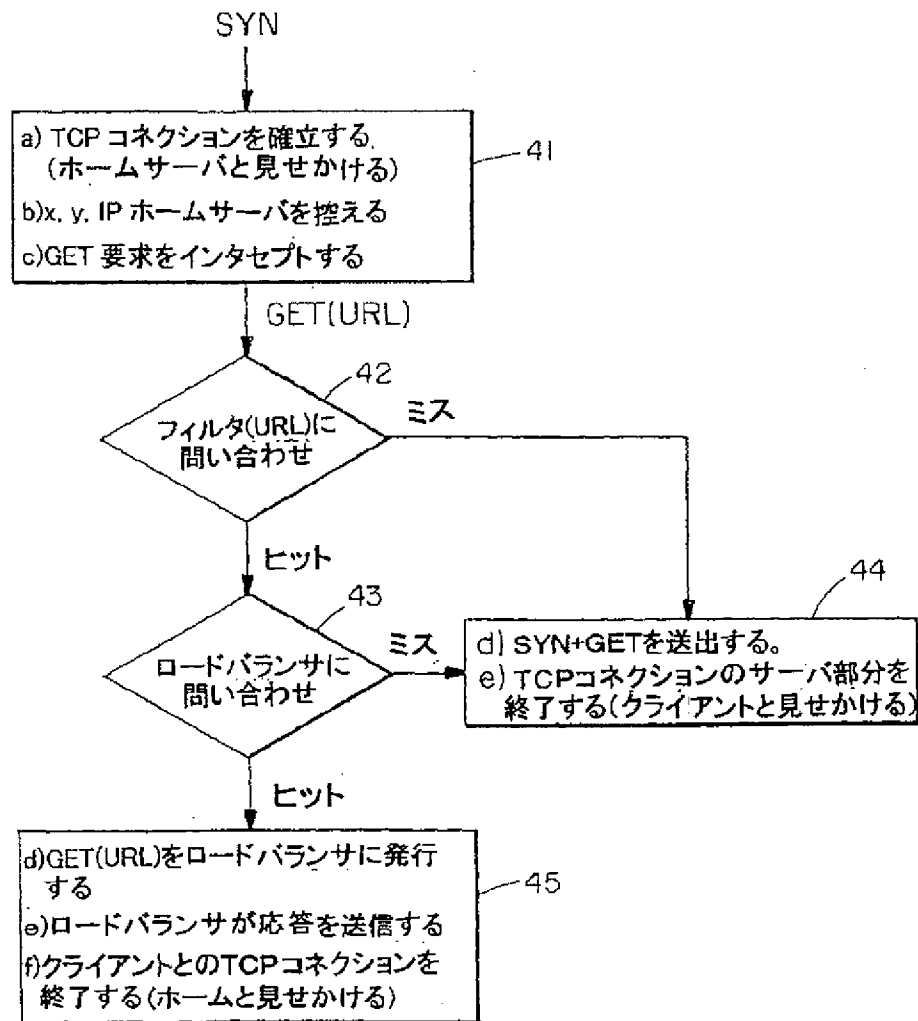 SYN
a) TCP コネクションを確立する.
(ホームサーバと見せかける)
b)x, y, IP ホームサーバを控える
c)GET 要求をインタセプトする
41
GET(URL)
42
フィルタ(URL)に
問い合わせ
ミス
ヒット
43
ロードバランサに
問い合わせ
ミス
44
d) SYN+GETを送出する。
e) TCPコネクションのサーバ部分を
終了する(クライアントと見せかける)
ヒット
d)GET(URL)をロードバランサに発行
する
e)ロードバランサが応答を送信する
f)クライアントとのTCPコネクションを
終了する(ホームと見せかける)
45